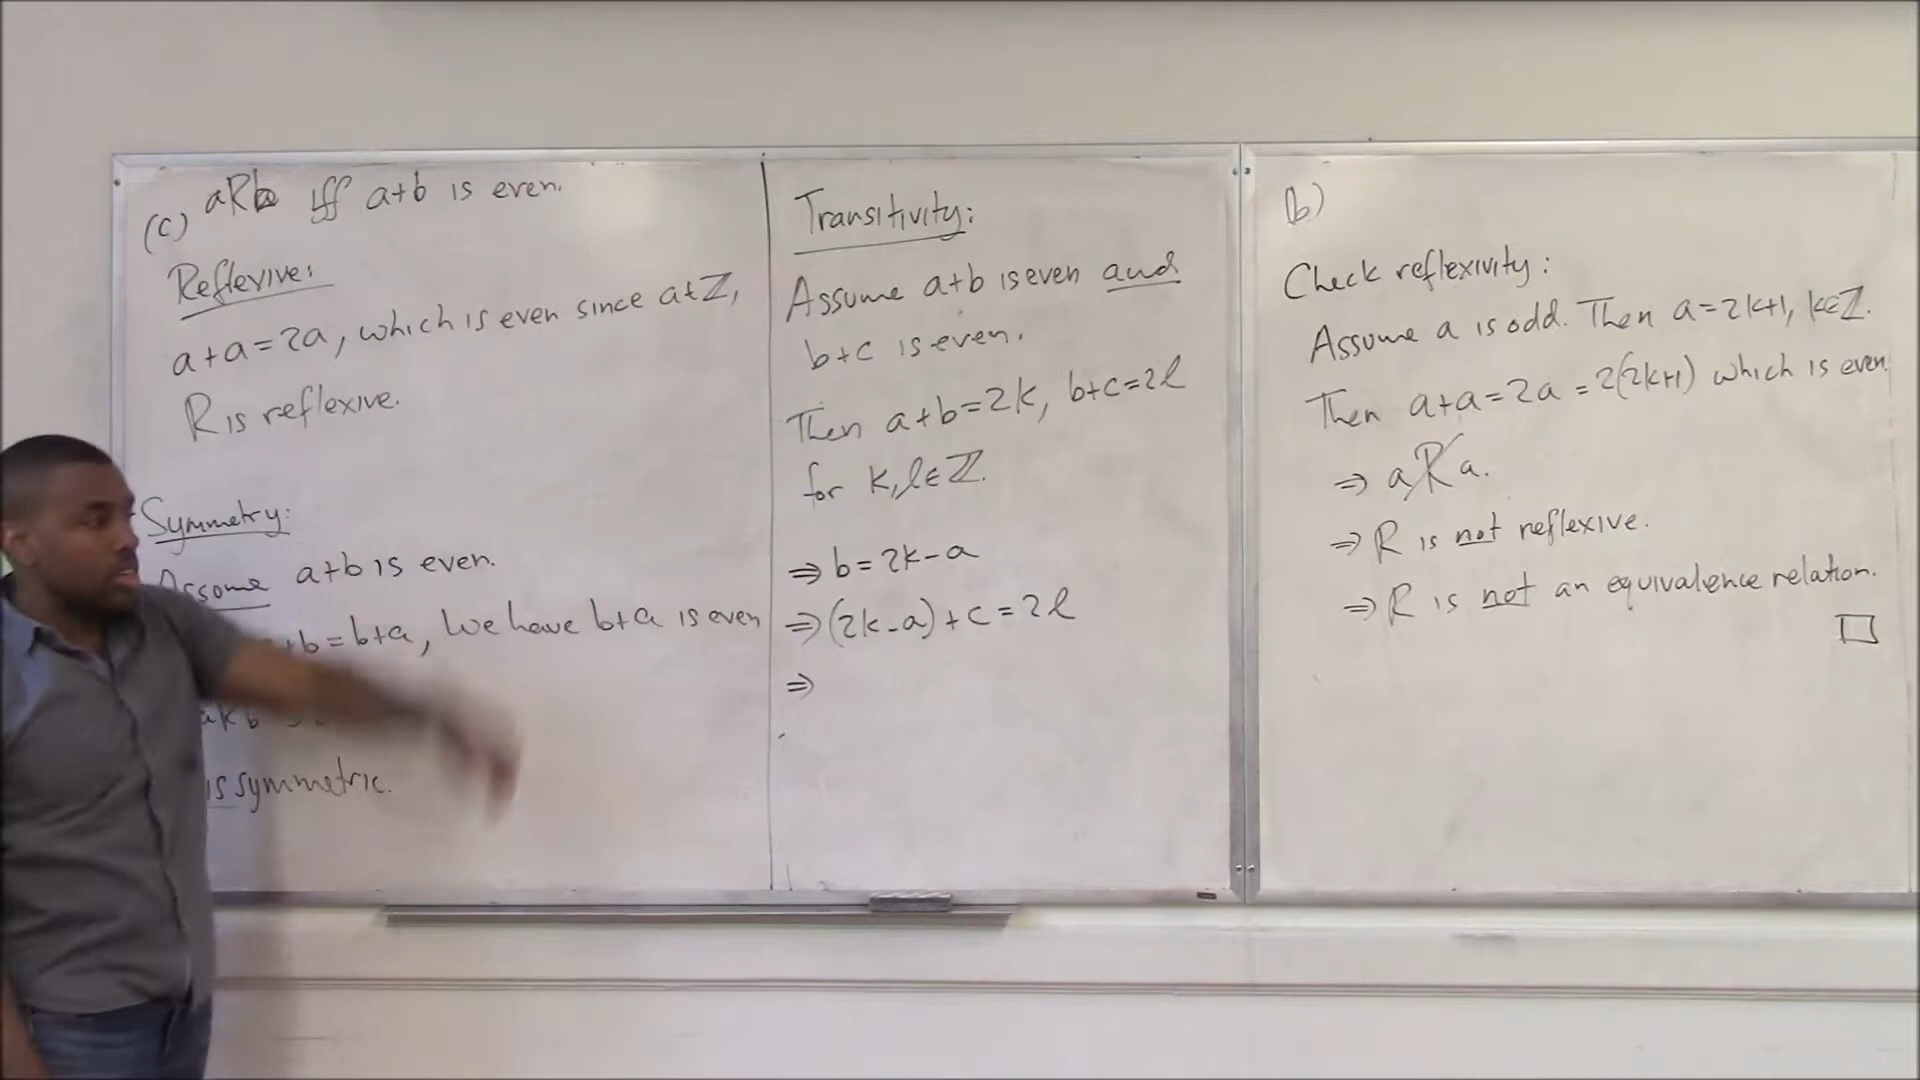 (c) aRb iff a+b is even.
Reflexive:
a+a=2a, which is even since a∈Z,
R is reflexive.
Symmetry:
Assume a+b is even.
+b=b+a, we have b+a is even
aRb
is symmetric.
Transitivity:
Assume a+b is even and
b+c is even.
Then a+b=2k, b+c=2l
for k,l∈Z.
⇒ b=2k-a
⇒ (2k-a)+c=2l
⇒
(b)
Check reflexivity:
Assume a is odd. Then a=2k+1, k∈Z.
Then a+a=2a=2(2k+1) which is even
⇒ a R̸ a.
⇒ R is not reflexive.
⇒ R is not an equivalence relation.
□